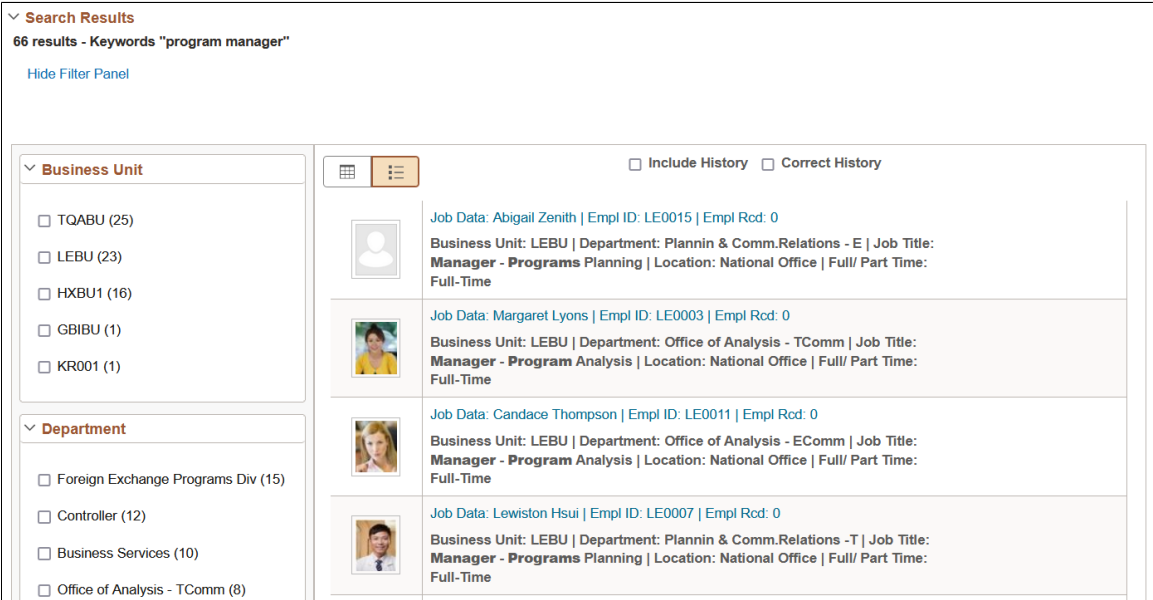 Search Results
66 results - Keywords "program manager"
Hide Filter Panel
Business Unit
TQABU (25)
LEBU (23)
HXBU1 (16)
GBIBU (1)
KR001 (1)
Department
Foreign Exchange Programs Div (15)
Controller (12)
Business Services (10)
Office of Analysis - TComm (8)
Include History Correct History
Job Data: Abigail Zenith | Empl ID: LE0015 | Empl Rcd: 0
Business Unit: LEBU | Department: Plannin & Comm.Relations - E | Job Title:
Manager - Programs Planning | Location: National Office | Full/ Part Time:
Full-Time
Job Data: Margaret Lyons | Empl ID: LE0003 | Empl Rcd: 0
Business Unit: LEBU | Department: Office of Analysis - TComm | Job Title:
Manager - Program Analysis | Location: National Office | Full/ Part Time:
Full-Time
Job Data: Candace Thompson | Empl ID: LE0011 | Empl Rcd: 0
Business Unit: LEBU | Department: Office of Analysis - EComm | Job Title:
Manager - Program Analysis | Location: National Office | Full/ Part Time:
Full-Time
Job Data: Lewiston Hsui | Empl ID: LE0007 | Empl Rcd: 0
Business Unit: LEBU | Department: Plannin & Comm.Relations -T | Job Title:
Manager - Programs Planning | Location: National Office | Full/ Part Time:
Full-Time